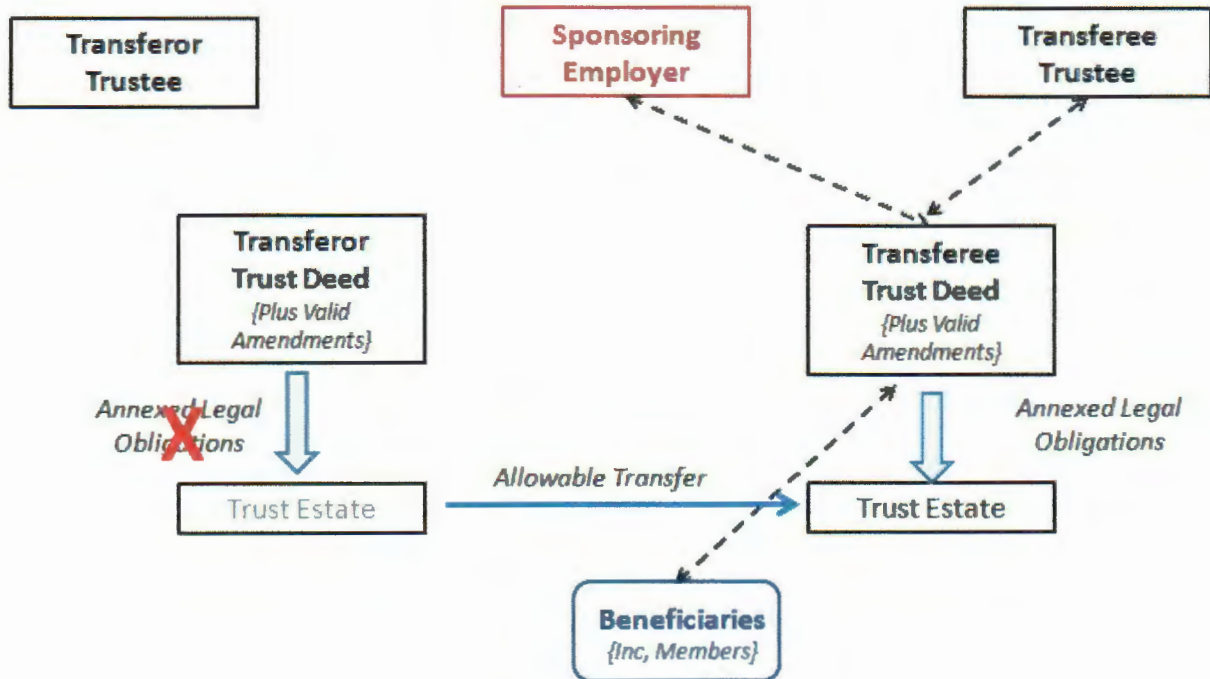 Transferor
Trustee
Sponsoring
Employer
Transferee
Trustee
Transferor
Trust Deed
{Plus Valid
Amendments}
Transferee
Trust Deed
{Plus Valid
Amendments}
Annexed Legal
Obligations
X
Annexed Legal
Obligations
Trust Estate
Allowable Transfer
Trust Estate
Beneficiaries
{Inc, Members}